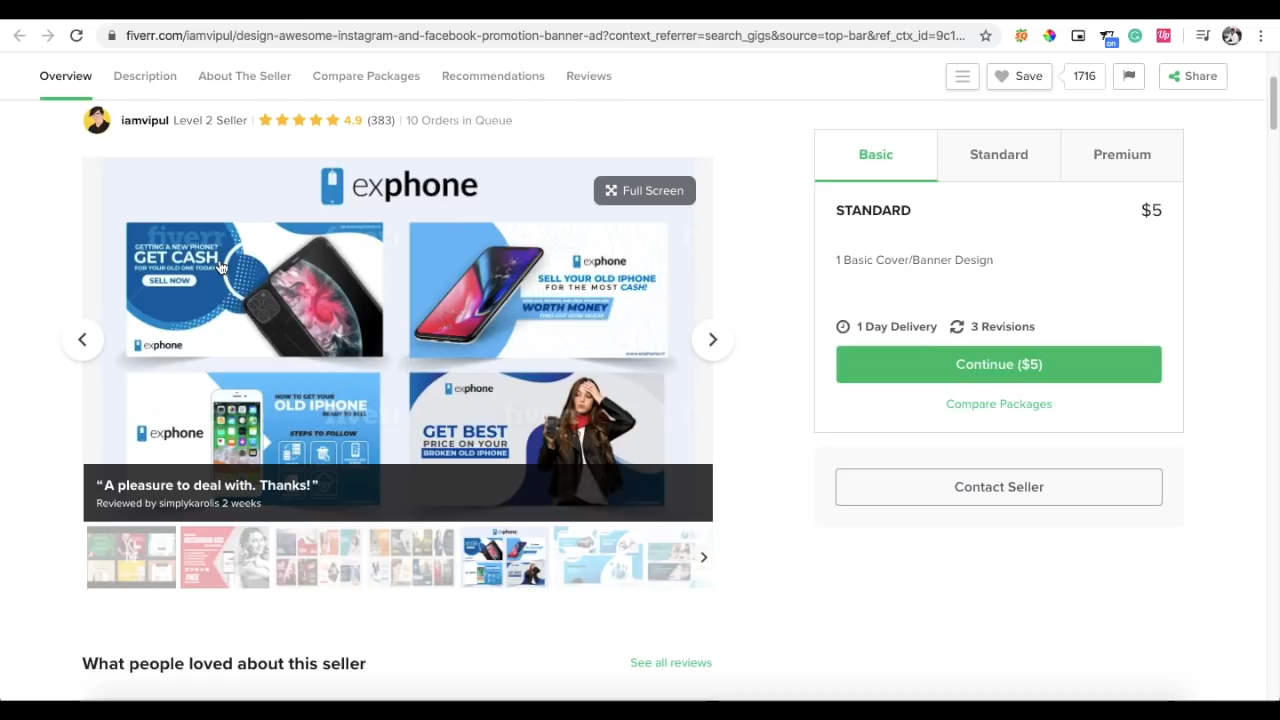 fiverr.com/iamvipul/design-awesome-instagram-and-facebook-promotion-banner-ad?context_referrer=search_gigs&source=top-bar&ref_ctx_id=9c1...
on
Up
Overview
Description
About The Seller
Compare Packages
Recommendations
Reviews
Save
1716
Share
iamvipul Level 2 Seller 4.9 (383) 10 Orders in Queue
exphone
Full Screen
GETTING A NEW PHONE?
GET CASH
FOR YOUR OLD ONE TODAY
SELL NOW
exphone
exphone
SELL YOUR OLD IPHONE
FOR THE MOST CASH!
WORTH MONEY
HOW TO GET YOUR
OLD IPHONE
READY TO SELL
STEPS TO FOLLOW
exphone
exphone
GET BEST
PRICE ON YOUR
BROKEN OLD IPHONE
“A pleasure to deal with. Thanks!”
Reviewed by simplykarolis 2 weeks
What people loved about this seller
See all reviews
Basic
Standard
Premium
STANDARD
$5
1 Basic Cover/Banner Design
1 Day Delivery
3 Revisions
Continue ($5)
Compare Packages
Contact Seller